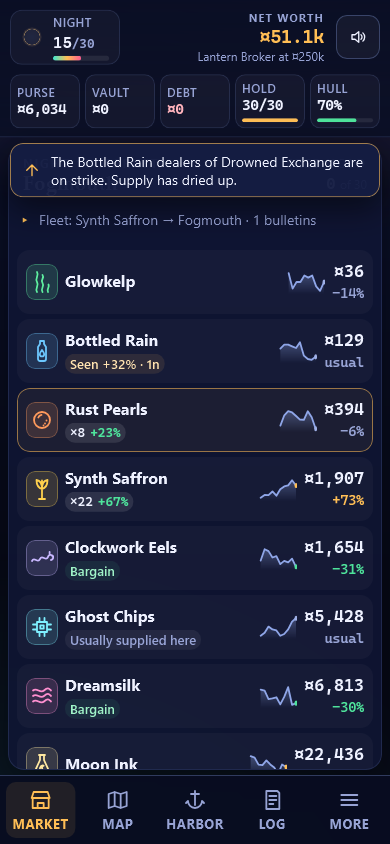 NIGHT
15/30
NET WORTH
¤51.1k
Lantern Broker at ¤250k
PURSE
¤6,034
VAULT
¤0
DEBT
¤0
HOLD
30/30
HULL
70%
The Bottled Rain dealers of Drowned Exchange are
on strike. Supply has dried up.
Fleet: Synth Saffron → Fogmouth · 1 bulletins
Glowkelp
¤36
−14%
Bottled Rain
Seen +32% · 1n
¤129
usual
Rust Pearls
×8 +23%
¤394
−6%
Synth Saffron
×22 +67%
¤1,907
+73%
Clockwork Eels
Bargain
¤1,654
−31%
Ghost Chips
Usually supplied here
¤5,428
usual
Dreamsilk
Bargain
¤6,813
−30%
Moon Ink
¤22,436
MARKET
MAP
HARBOR
LOG
MORE